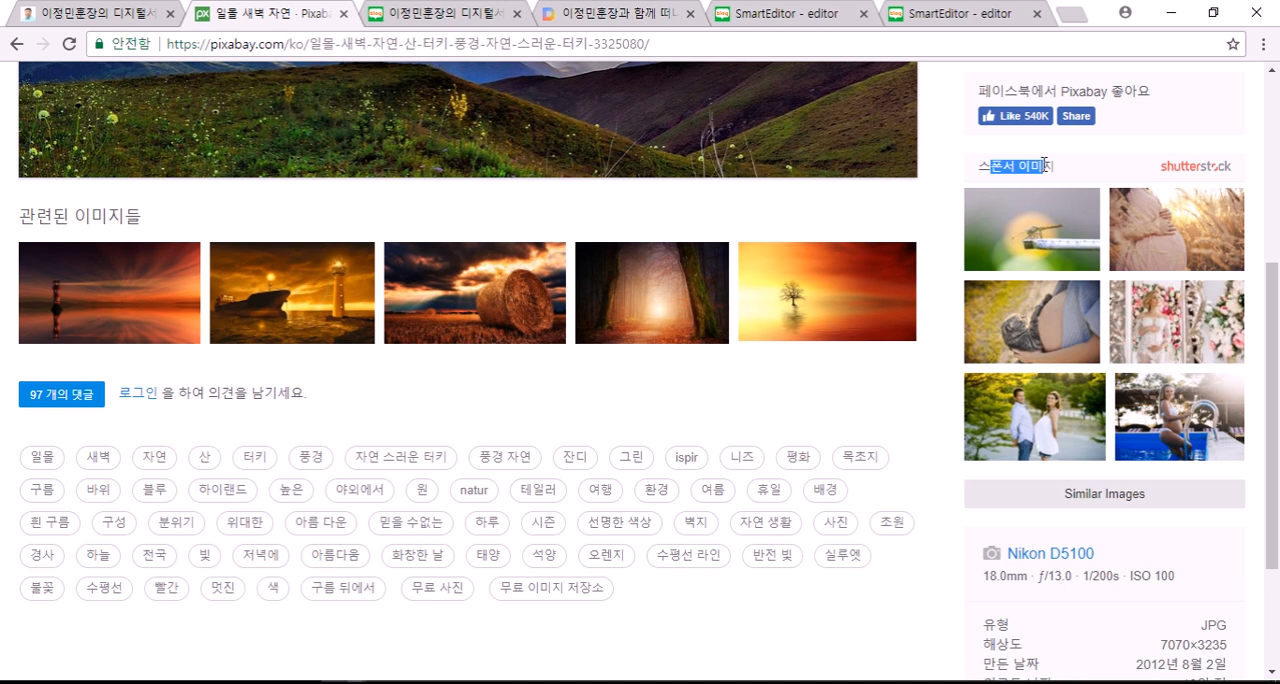 이정민훈장의 디지털서
일몰 새벽 자연 · Pixab
이정민훈장의 디지털서
이정민훈장과 함께 떠나
SmartEditor - editor
SmartEditor - editor
안전함
https://pixabay.com/ko/일몰-새벽-자연-산-터키-풍경-자연-스러운-터키-3325080/
페이스북에서 Pixabay 좋아요
Like 540K Share
스폰서 이미지
shutterstock
관련된 이미지들
97 개의 댓글 로그인 을 하여 의견을 남기세요.
일몰 새벽 자연 산 터키 풍경 자연 스러운 터키 풍경 자연 잔디 그린 ispir 니즈 평화 목초지
구름 바위 블루 하이랜드 높은 야외에서 원 natur 테일러 여행 환경 여름 휴일 배경
흰 구름 구성 분위기 위대한 아름 다운 믿을 수없는 하루 시즌 선명한 색상 벽지 자연 생활 사진 초원
경사 하늘 전국 빛 저녁에 아름다움 화창한 날 태양 석양 오렌지 수평선 라인 반전 빛 실루엣
불꽃 수평선 빨간 멋진 색 구름 뒤에서 무료 사진 무료 이미지 저장소
Similar Images
Nikon D5100
18.0mm · ƒ/13.0 · 1/200s · ISO 100
유형 JPG
해상도 7070×3235
만든 날짜 2012년 8월 2일